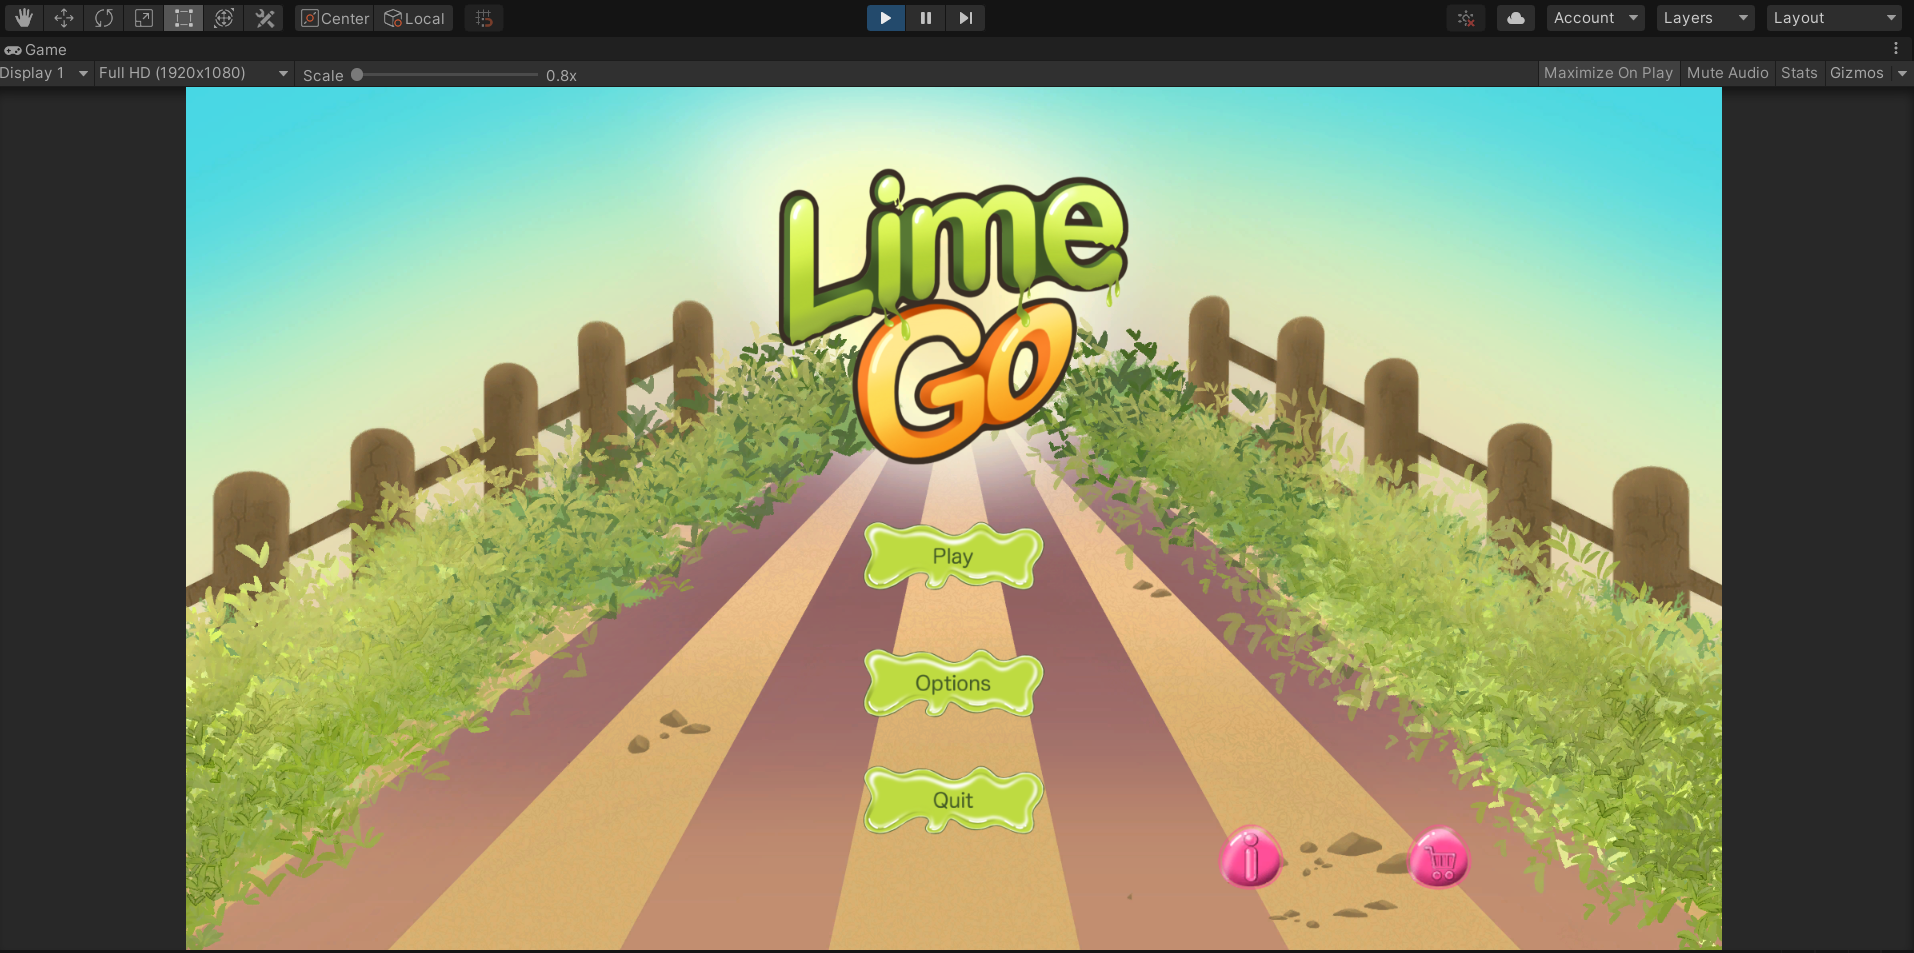 Center Local Account Layers Layout
Game
Display 1 Full HD (1920x1080) Scale 0.8x Maximize On Play Mute Audio Stats Gizmos
Lime
Go
Play
Options
Quit
i